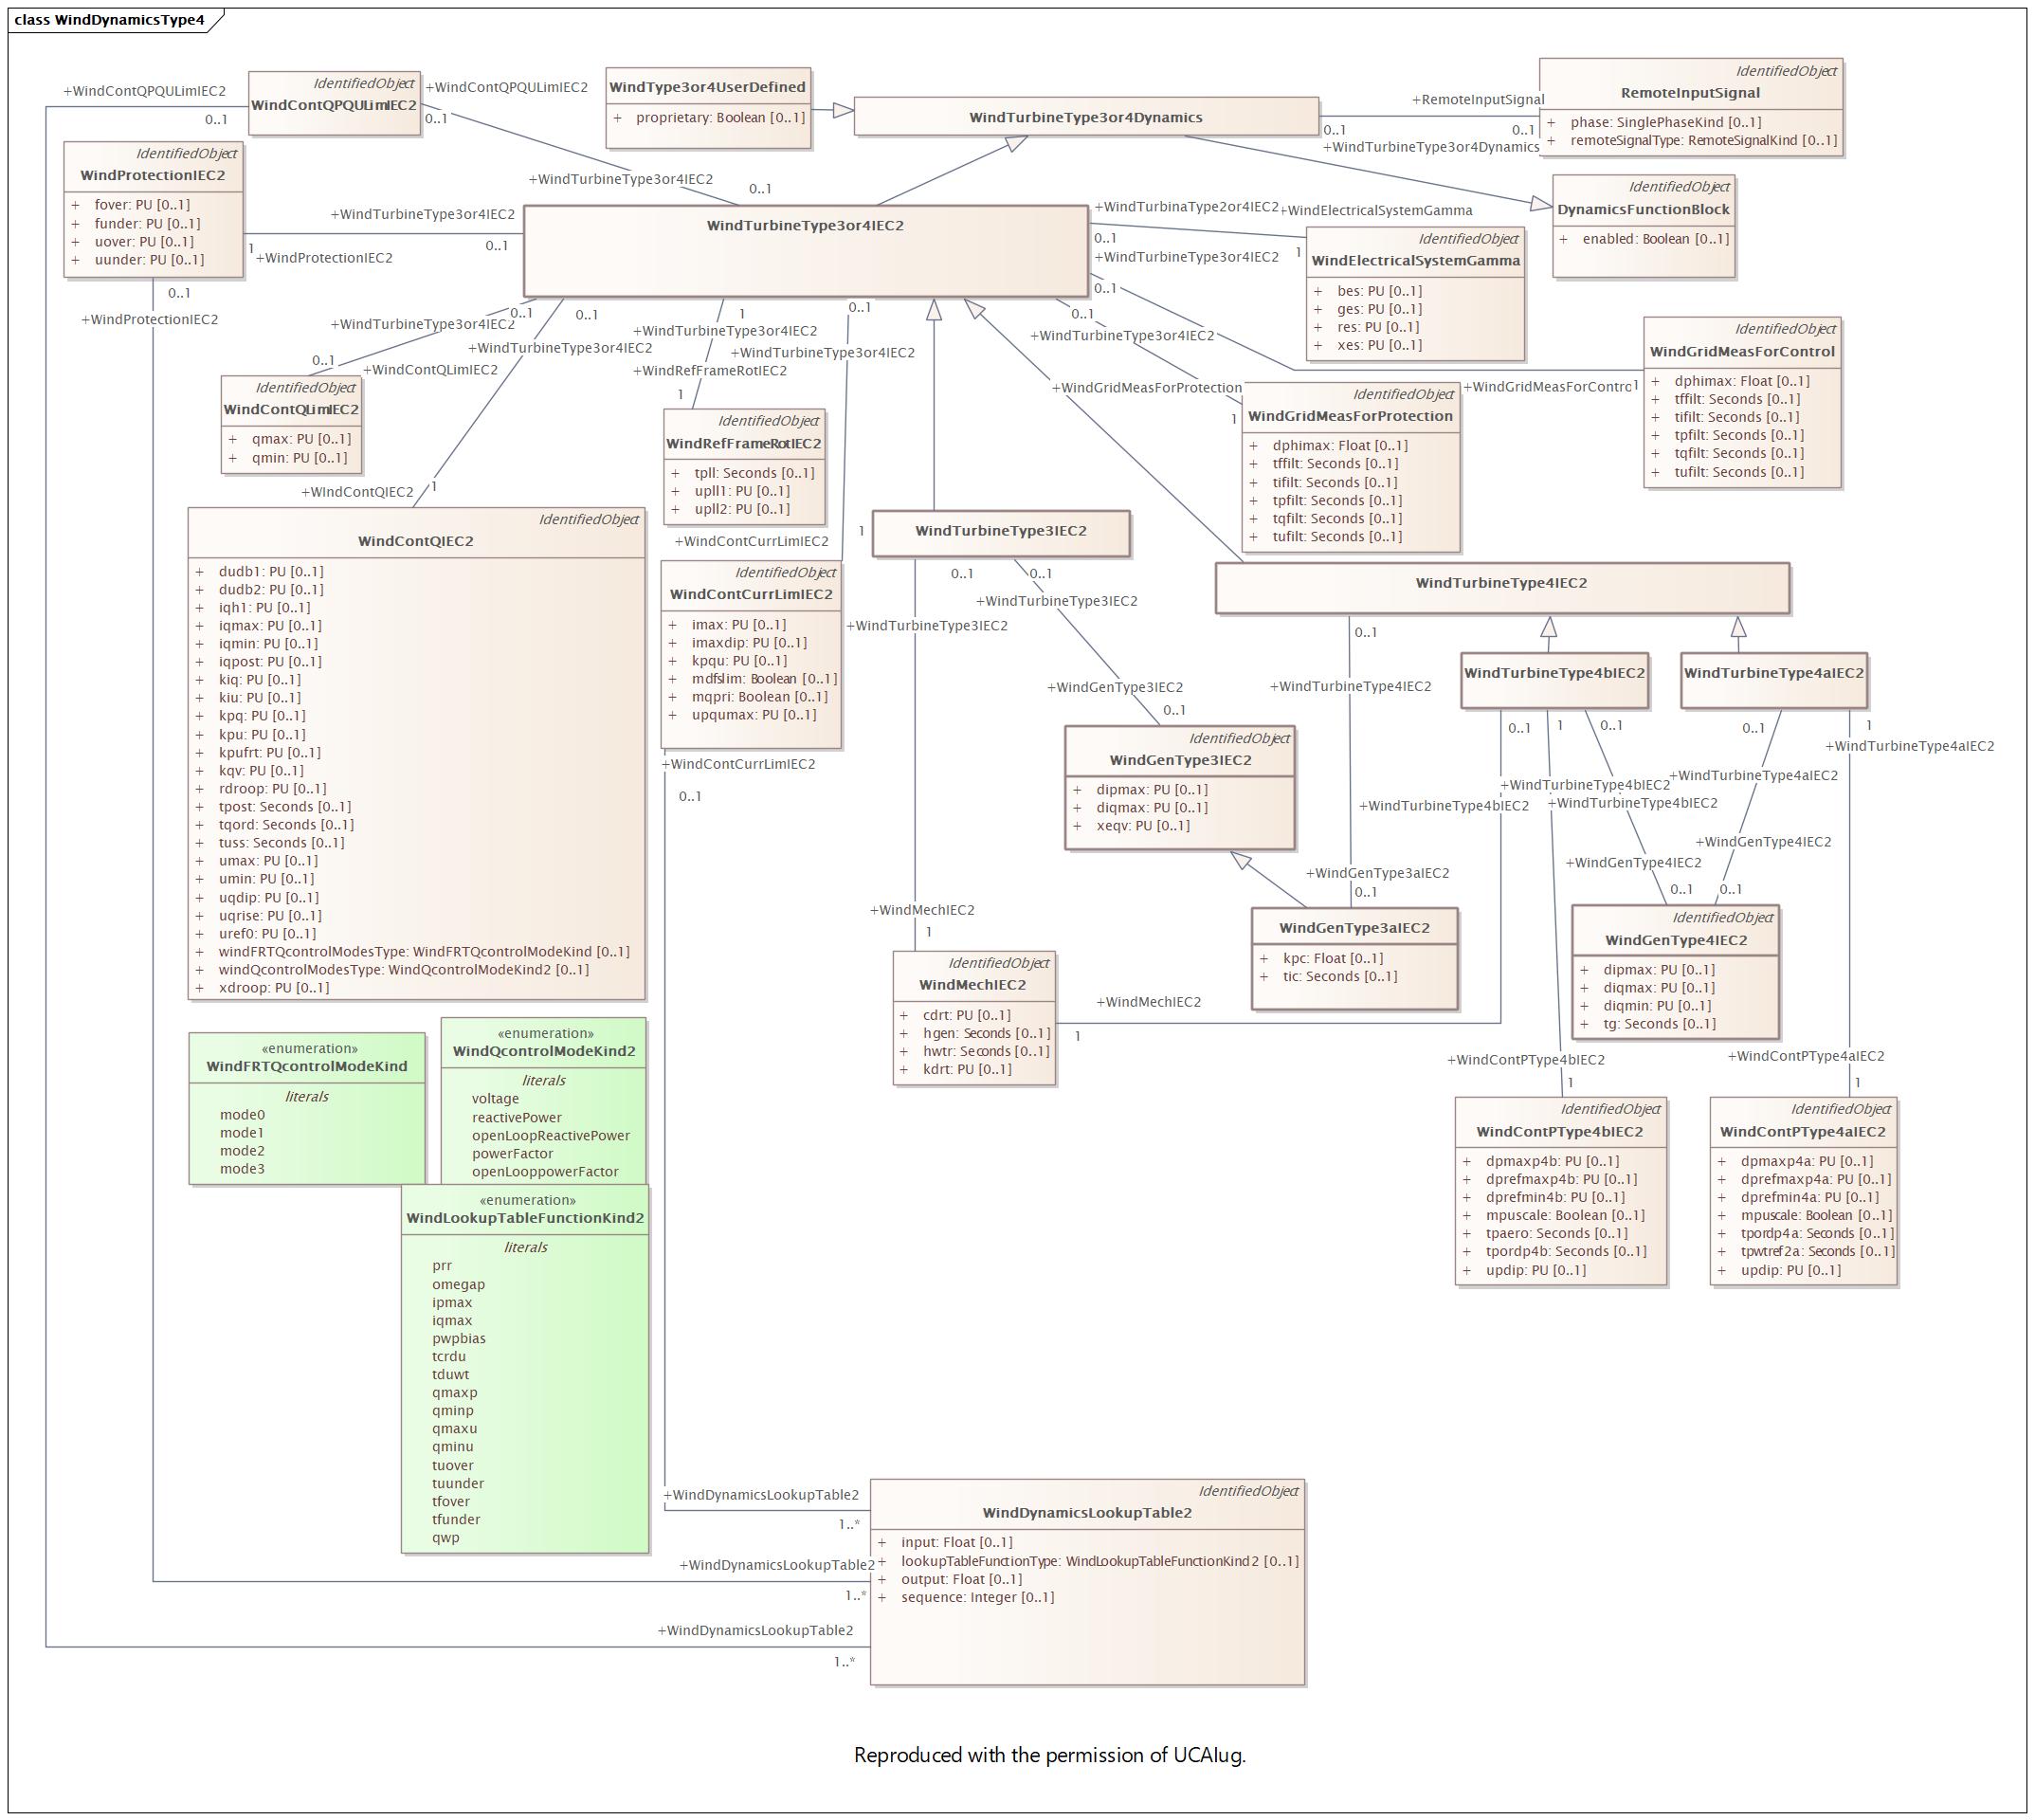 class WindDynamicsType4
+WindContQPQULimIEC2
0..1
IdentifiedObject
WindContQPQULimIEC2
+WindContQPQULimIEC2
0..1
WindType3or4UserDefined
+ proprietary: Boolean [0..1]
WindTurbineType3or4Dynamics
+RemoteInputSignal
0..1
0..1
+WindTurbineType3or4Dynamics
IdentifiedObject
RemoteInputSignal
+ phase: SinglePhaseKind [0..1]
+ remoteSignalType: RemoteSignalKind [0..1]
IdentifiedObject
WindProtectionIEC2
+ fover: PU [0..1]
+ funder: PU [0..1]
+ uover: PU [0..1]
+ uunder: PU [0..1]
+WindTurbineType3or4IEC2
0..1
+WindTurbineType3or4IEC2
0..1
1
+WindProtectionIEC2
WindTurbineType3or4IEC2
+WindTurbinaType2or4IEC2
+WindElectricalSystemGamma
0..1
1
+WindTurbineType3or4IEC2
0..1
IdentifiedObject
DynamicsFunctionBlock
+ enabled: Boolean [0..1]
IdentifiedObject
WindElectricalSystemGamma
+ bes: PU [0..1]
+ ges: PU [0..1]
+ res: PU [0..1]
+ xes: PU [0..1]
0..1
+WindProtectionIEC2
+WindTurbineType3or4IEC2
0..1
0..1
+WindContQLimIEC2
0..1
+WindTurbineType3or4IEC2
1
+WindTurbineType3or4IEC2
+WindRefFrameRotIEC2
1
0..1
+WindTurbineType3or4IEC2
0..1
+WindTurbineType3or4IEC2
+WindGridMeasForProtection
1
+WindGridMeasForContro
1
IdentifiedObject
WindGridMeasForControl
+ dphimax: Float [0..1]
+ tffilt: Seconds [0..1]
+ tifilt: Seconds [0..1]
+ tpfilt: Seconds [0..1]
+ tqfilt: Seconds [0..1]
+ tufilt: Seconds [0..1]
IdentifiedObject
WindContQLimIEC2
+ qmax: PU [0..1]
+ qmin: PU [0..1]
IdentifiedObject
WindRefFrameRotIEC2
+ tpll: Seconds [0..1]
+ upll1: PU [0..1]
+ upll2: PU [0..1]
IdentifiedObject
WindGridMeasForProtection
+ dphimax: Float [0..1]
+ tffilt: Seconds [0..1]
+ tifilt: Seconds [0..1]
+ tpfilt: Seconds [0..1]
+ tqfilt: Seconds [0..1]
+ tufilt: Seconds [0..1]
+WIndContQIEC2
1
IdentifiedObject
WindContQIEC2
+ dudb1: PU [0..1]
+ dudb2: PU [0..1]
+ iqh1: PU [0..1]
+ iqmax: PU [0..1]
+ iqmin: PU [0..1]
+ iqpost: PU [0..1]
+ kiq: PU [0..1]
+ kiu: PU [0..1]
+ kpq: PU [0..1]
+ kpu: PU [0..1]
+ kpufrt: PU [0..1]
+ kqv: PU [0..1]
+ rdroop: PU [0..1]
+ tpost: Seconds [0..1]
+ tqord: Seconds [0..1]
+ tuss: Seconds [0..1]
+ umax: PU [0..1]
+ umin: PU [0..1]
+ uqdip: PU [0..1]
+ uqrise: PU [0..1]
+ uref0: PU [0..1]
+ windFRTQcontrolModesType: WindFRTQcontrolModeKind [0..1]
+ windQcontrolModesType: WindQcontrolModeKind2 [0..1]
+ xdroop: PU [0..1]
+WindContCurrLimIEC2
1
IdentifiedObject
WindContCurrLimIEC2
+ imax: PU [0..1]
+ imaxdip: PU [0..1]
+ kpqu: PU [0..1]
+ mdfslim: Boolean [0..1]
+ mqpri: Boolean [0..1]
+ upqumax: PU [0..1]
+WindContCurrLimIEC2
0..1
WindTurbineType3IEC2
0..1
+WindTurbineType3IEC2
0..1
+WindTurbineType3IEC2
+WindGenType3IEC2
0..1
WindTurbineType4IEC2
0..1
+WindTurbineType4IEC2
WindTurbineType4bIEC2
WindTurbineType4aIEC2
0..1
1
0..1
0..1
1
+WindTurbineType4aIEC2
+WindTurbineType4aIEC2
+WindTurbineType4bIEC2
+WindTurbineType4bIEC2
+WindTurbineType4bIEC2
+WindGenType4IEC2
+WindGenType4IEC2
0..1
0..1
IdentifiedObject
WindGenType3IEC2
+ dipmax: PU [0..1]
+ diqmax: PU [0..1]
+ xeqv: PU [0..1]
+WindGenType3aIEC2
0..1
WindGenType3aIEC2
+ kpc: Float [0..1]
+ tic: Seconds [0..1]
IdentifiedObject
WindGenType4IEC2
+ dipmax: PU [0..1]
+ diqmax: PU [0..1]
+ diqmin: PU [0..1]
+ tg: Seconds [0..1]
+WindMechIEC2
1
IdentifiedObject
WindMechIEC2
+ cdrt: PU [0..1]
+ hgen: Seconds [0..1]
+ hwtr: Seconds [0..1]
+ kdrt: PU [0..1]
+WindMechIEC2
1
+WindContPType4bIEC2
1
+WindContPType4aIEC2
1
IdentifiedObject
WindContPType4bIEC2
+ dpmaxp4b: PU [0..1]
+ dprefmaxp4b: PU [0..1]
+ dprefmin4b: PU [0..1]
+ mpuscale: Boolean [0..1]
+ tpaero: Seconds [0..1]
+ tpordp4b: Seconds [0..1]
+ updip: PU [0..1]
IdentifiedObject
WindContPType4aIEC2
+ dpmaxp4a: PU [0..1]
+ dprefmaxp4a: PU [0..1]
+ dprefmin4a: PU [0..1]
+ mpuscale: Boolean [0..1]
+ tpordp4a: Seconds [0..1]
+ tpwtref2a: Seconds [0..1]
+ updip: PU [0..1]
«enumeration»
WindFRTQcontrolModeKind
literals
mode0
mode1
mode2
mode3
«enumeration»
WindQcontrolModeKind2
literals
voltage
reactivePower
openLoopReactivePower
powerFactor
openLooppowerFactor
«enumeration»
WindLookupTableFunctionKind2
literals
prr
omegap
ipmax
iqmax
pwpbias
tcrdu
tduwt
qmaxp
qminp
qmaxu
qminu
tuover
tuunder
tfover
tfunder
qwp
+WindDynamicsLookupTable2
1..*
+WindDynamicsLookupTable2
1..*
+WindDynamicsLookupTable2
1..*
IdentifiedObject
WindDynamicsLookupTable2
+ input: Float [0..1]
+ lookupTableFunctionType: WindLookupTableFunctionKind2 [0..1]
+ output: Float [0..1]
+ sequence: Integer [0..1]
Reproduced with the permission of UCAIug.